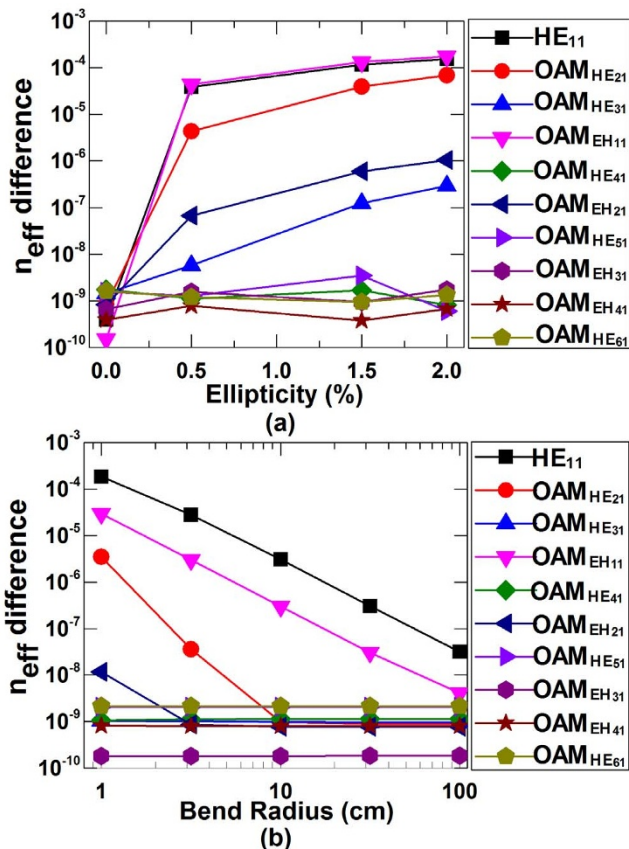 10⁻³
10⁻⁴
10⁻⁵
10⁻⁶
10⁻⁷
10⁻⁸
10⁻⁹
10⁻¹⁰
n_eff difference
0.0 0.5 1.0 1.5 2.0
Ellipticity (%)
(a)
HE₁₁
OAM_HE₂₁
OAM_HE₃₁
OAM_EH₁₁
OAM_HE₄₁
OAM_EH₂₁
OAM_HE₅₁
OAM_EH₃₁
OAM_EH₄₁
OAM_HE₆₁
10⁻³
10⁻⁴
10⁻⁵
10⁻⁶
10⁻⁷
10⁻⁸
10⁻⁹
10⁻¹⁰
n_eff difference
1 10 100
Bend Radius (cm)
(b)
HE₁₁
OAM_HE₂₁
OAM_HE₃₁
OAM_EH₁₁
OAM_HE₄₁
OAM_EH₂₁
OAM_HE₅₁
OAM_EH₃₁
OAM_EH₄₁
OAM_HE₆₁